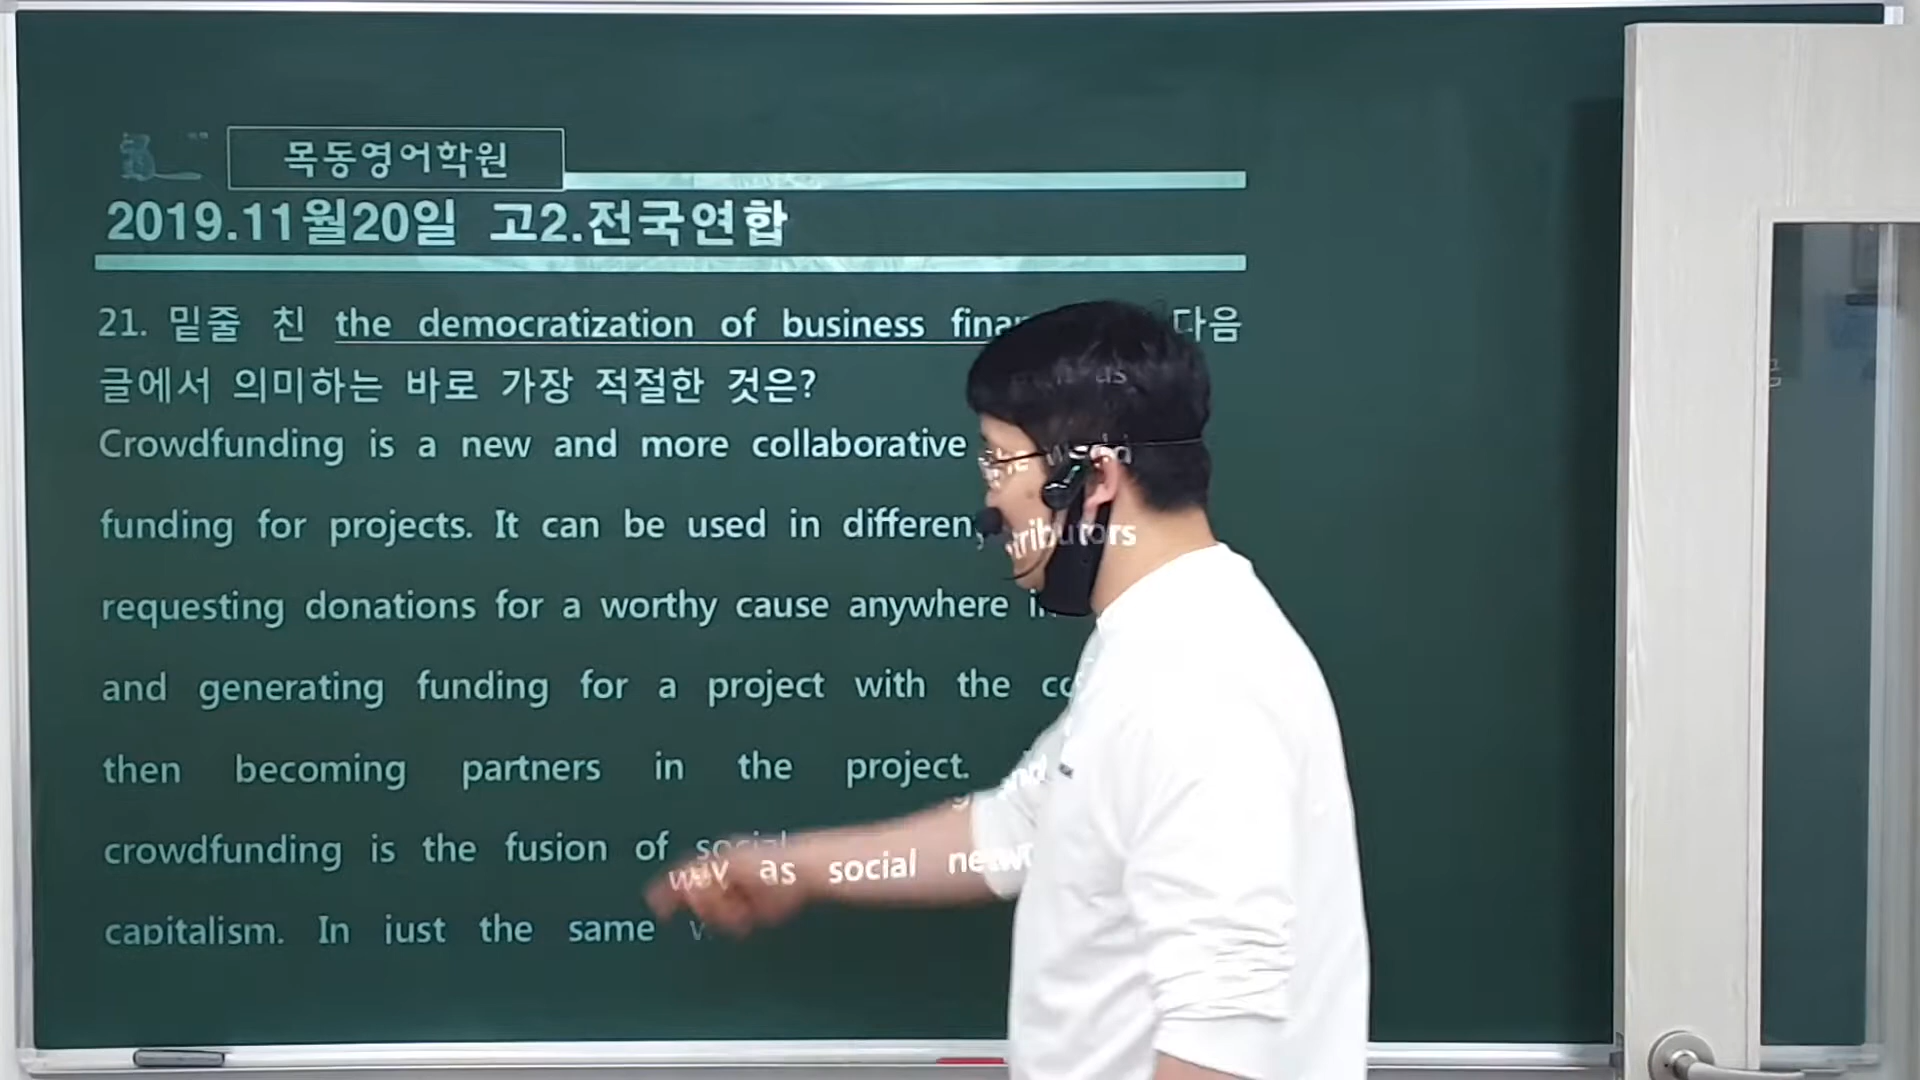 목동영어학원
2019.11월20일 고2.전국연합
21. 밑줄 친 the democratization of business 다음
글에서 의미하는 바로 가장 적절한 것은?
Crowdfunding is a new and more collaborative
funding for projects. It can be used in
requesting donations for a worthy cause anywhere
and generating funding for a project with the
then becoming partners in the project.
crowdfunding is the fusion of social
way as social
capitalism. In just the same